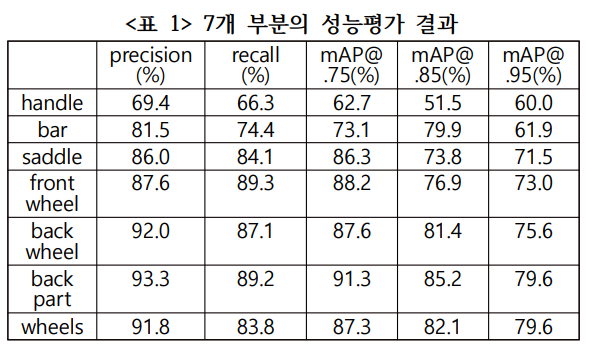 <표 1> 7개 부분의 성능평가 결과
precision (%) recall (%) mAP@ .75(%) mAP@ .85(%) mAP@ .95(%)
handle 69.4 66.3 62.7 51.5 60.0
bar 81.5 74.4 73.1 79.9 61.9
saddle 86.0 84.1 86.3 73.8 71.5
front wheel 87.6 89.3 88.2 76.9 73.0
back wheel 92.0 87.1 87.6 81.4 75.6
back part 93.3 89.2 91.3 85.2 79.6
wheels 91.8 83.8 87.3 82.1 79.6